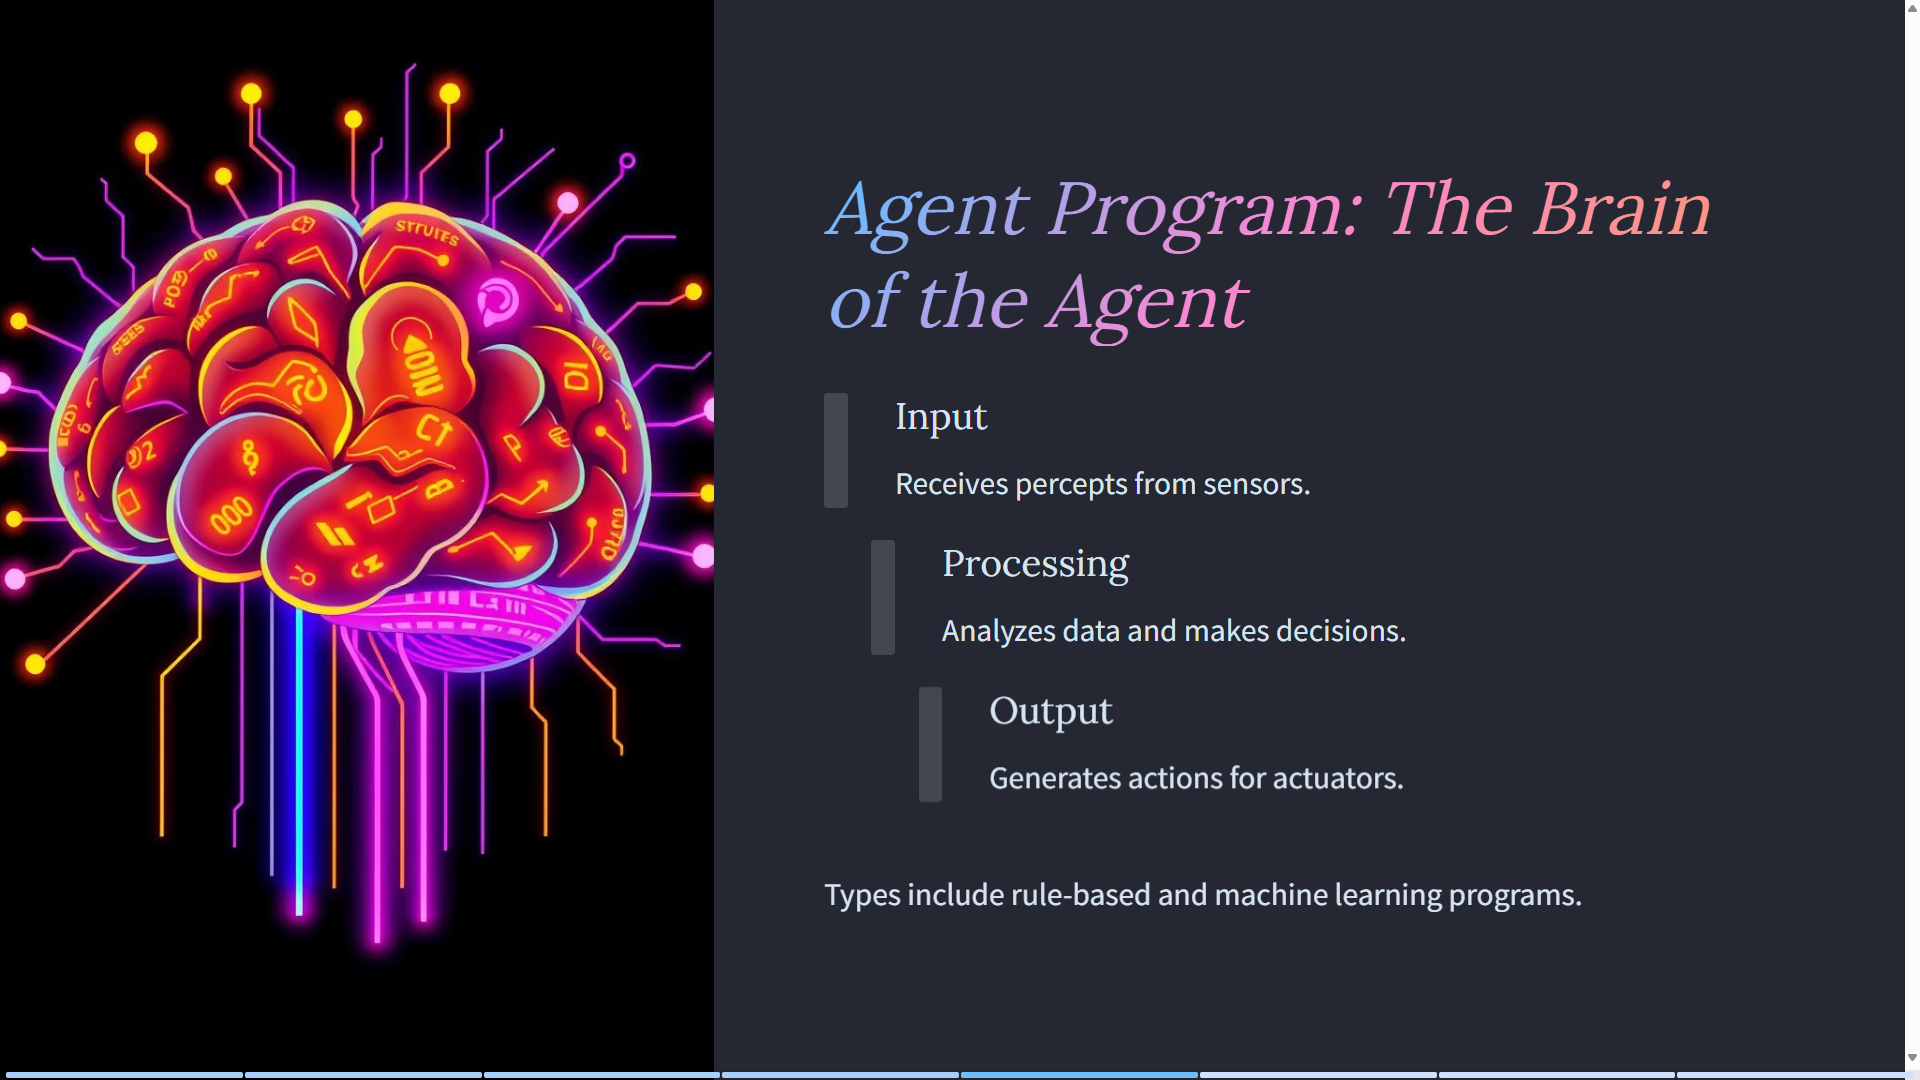 Agent Program: The Brain
of the Agent
Input
Receives percepts from sensors.
Processing
Analyzes data and makes decisions.
Output
Generates actions for actuators.
Types include rule-based and machine learning programs.